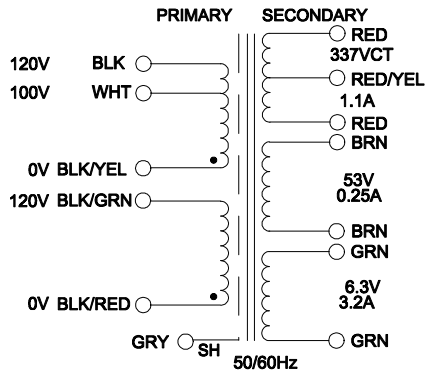 PRIMARY SECONDARY
RED
337VCT
120V BLK
RED/YEL
100V WHT
1.1A
RED
BRN
0V BLK/YEL
53V
0.25A
120V BLK/GRN
BRN
GRN
6.3V
3.2A
0V BLK/RED
GRY SH
GRN
50/60Hz